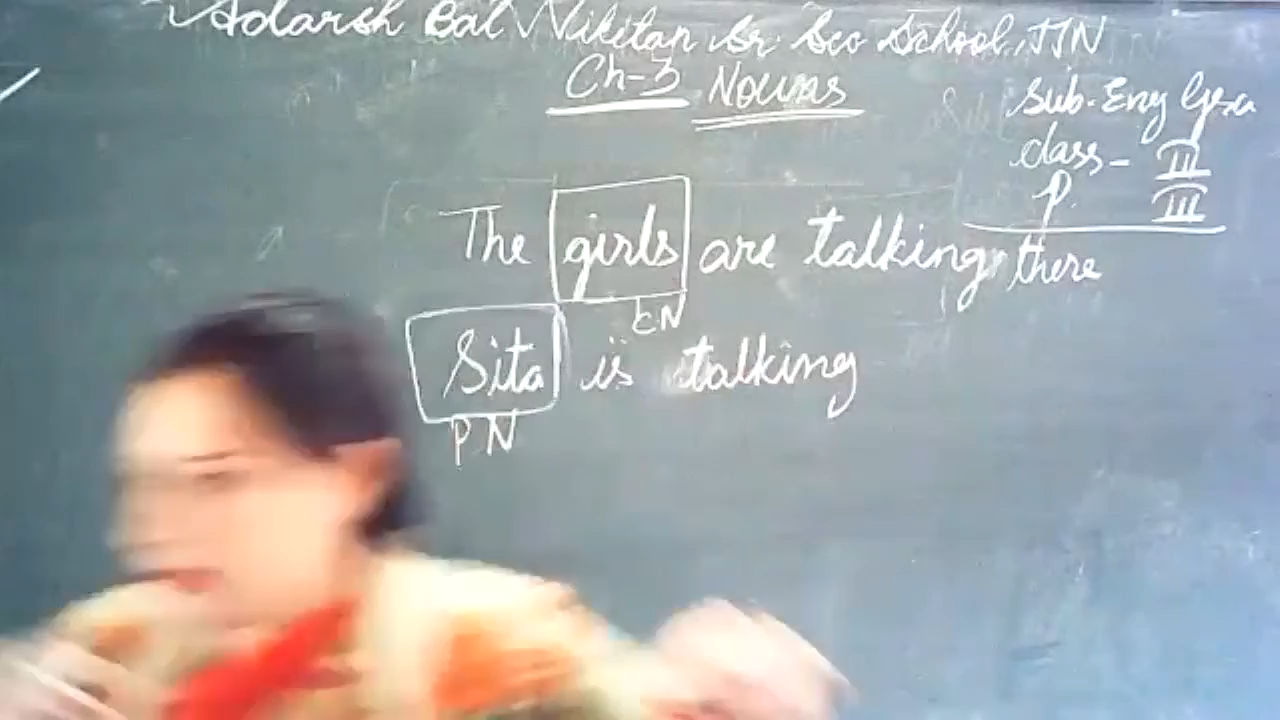 Adarsh Bal Nikitan Sr. Sec School, JJN
Ch-3 Nouns
Sub. Eng Gra
class - III
P. III
The girls are talking there
CN
Sita is talking
PN